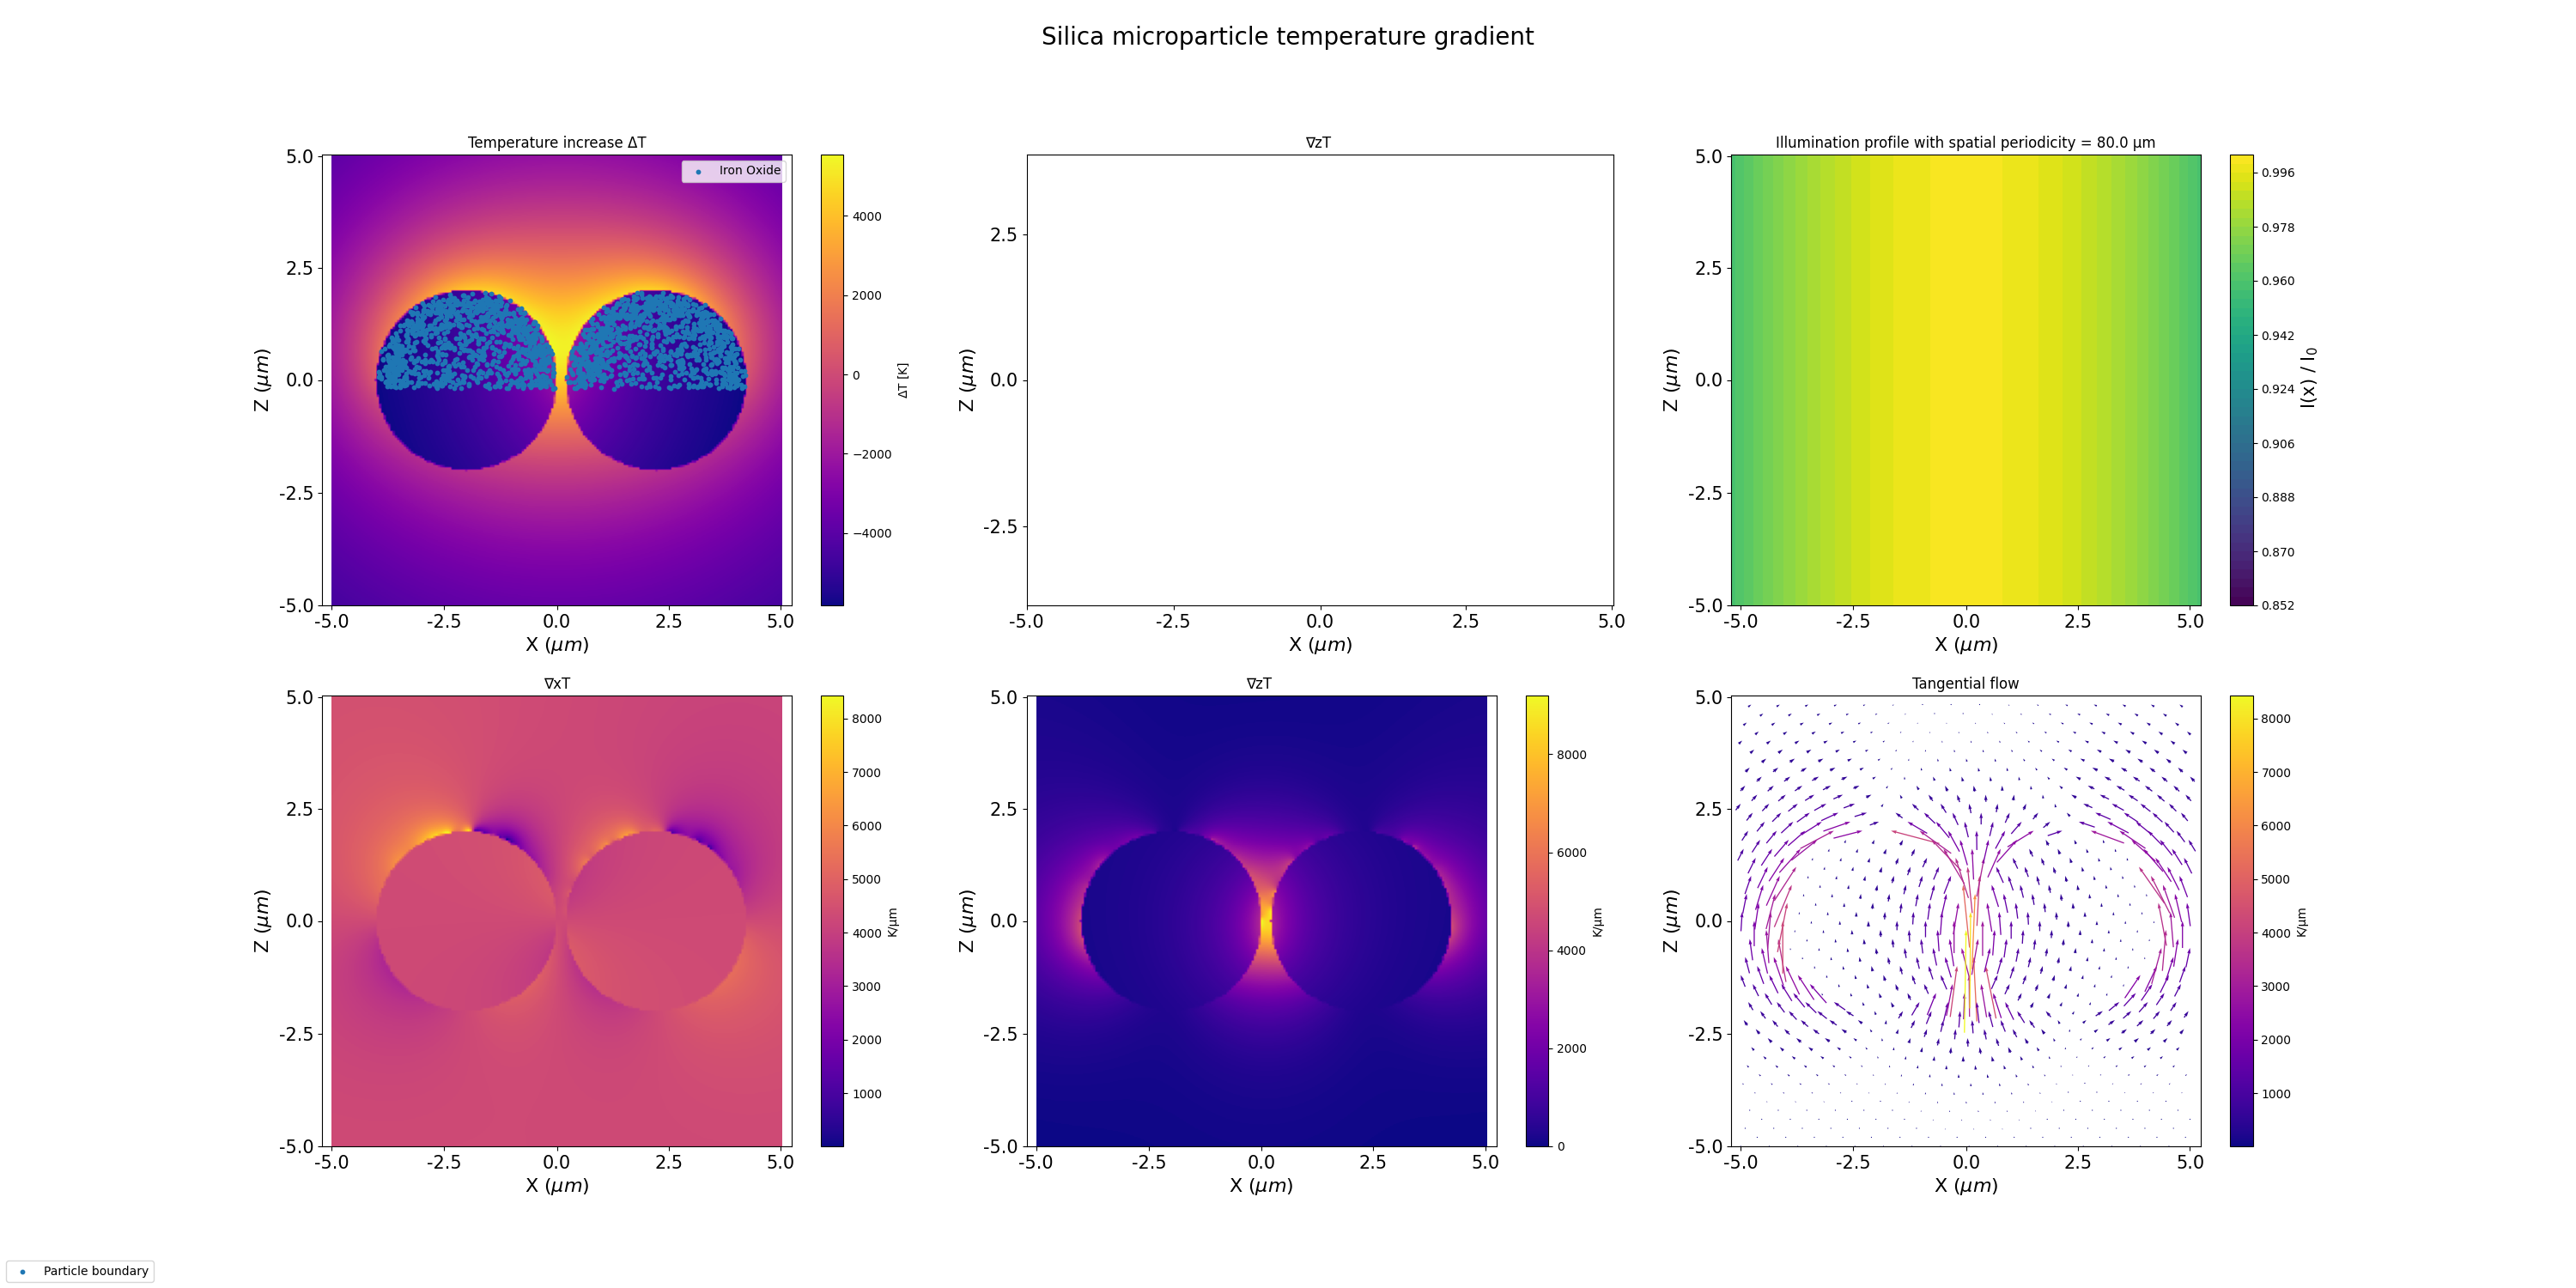 Silica microparticle temperature gradient
Temperature increase ΔT
Iron Oxide
5.0
2.5
0.0
-2.5
-5.0
Z (μm)
-5.0 -2.5 0.0 2.5 5.0
X (μm)
4000
2000
0
−2000
−4000
ΔT [K]
∇zT
2.5
0.0
-2.5
Z (μm)
-5.0 -2.5 0.0 2.5 5.0
X (μm)
Illumination profile with spatial periodicity = 80.0 μm
5.0
2.5
0.0
-2.5
-5.0
Z (μm)
-5.0 -2.5 0.0 2.5 5.0
X (μm)
0.996
0.978
0.960
0.942
0.924
0.906
0.888
0.870
0.852
I(x) / I0
∇xT
5.0
2.5
0.0
-2.5
-5.0
Z (μm)
-5.0 -2.5 0.0 2.5 5.0
X (μm)
8000
7000
6000
5000
4000
3000
2000
1000
K/μm
∇zT
5.0
2.5
0.0
-2.5
-5.0
Z (μm)
-5.0 -2.5 0.0 2.5 5.0
X (μm)
8000
6000
4000
2000
0
K/μm
Tangential flow
5.0
2.5
0.0
-2.5
-5.0
Z (μm)
-5.0 -2.5 0.0 2.5 5.0
X (μm)
8000
7000
6000
5000
4000
3000
2000
1000
K/μm
Particle boundary